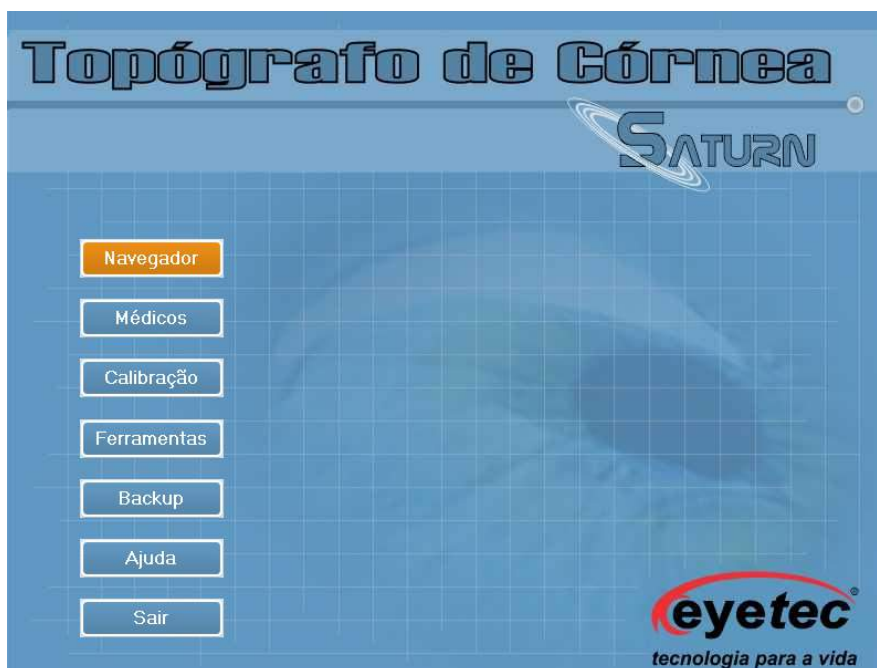 Topógrafo de Córnea
SATURN
Navegador
Médicos
Calibração
Ferramentas
Backup
Ajuda
Sair
eyetec®
tecnologia para a vida